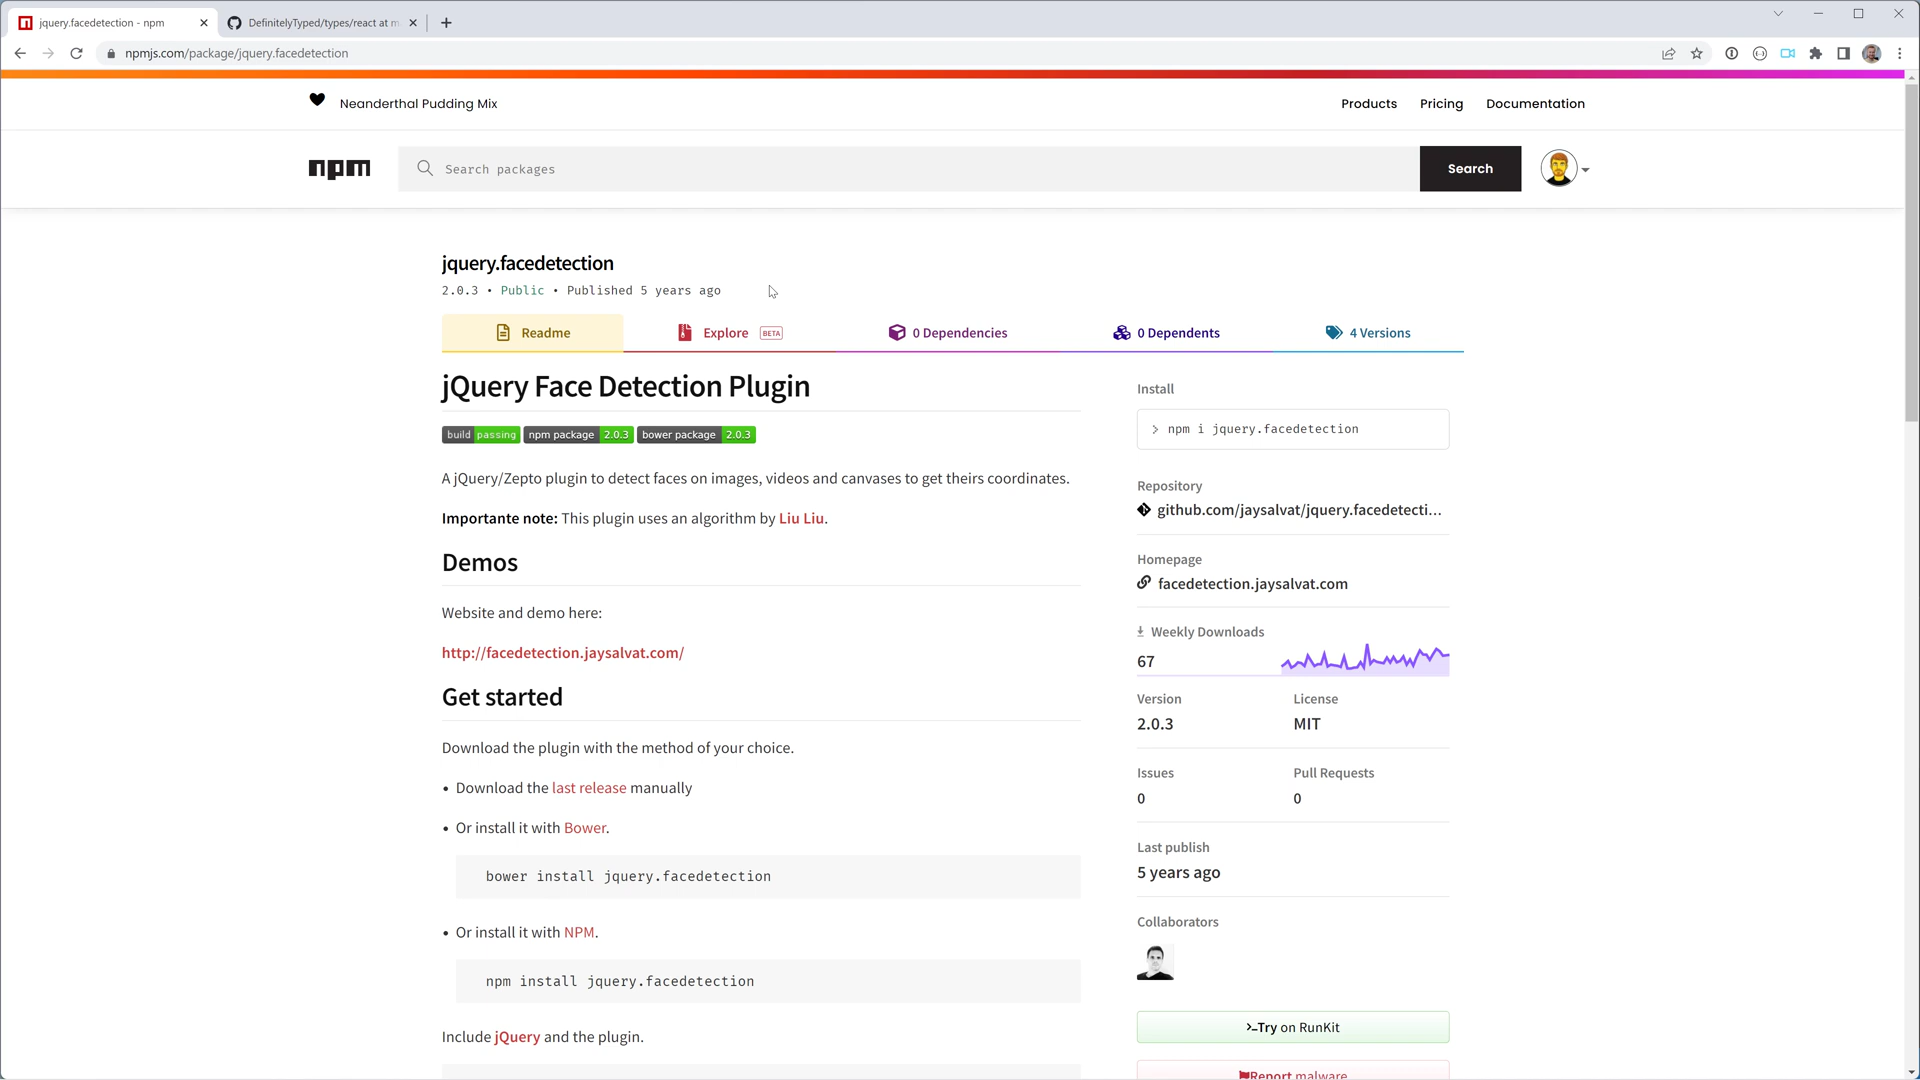 jquery.facedetection - npm
DefinitelyTyped/types/react at m
npmjs.com/package/jquery.facedetection
Neanderthal Pudding Mix
Products
Pricing
Documentation
npm
Search packages
Search
jquery.facedetection
2.0.3 • Public • Published 5 years ago
Readme
Explore BETA
0 Dependencies
0 Dependents
4 Versions
jQuery Face Detection Plugin
build passing npm package 2.0.3 bower package 2.0.3
A jQuery/Zepto plugin to detect faces on images, videos and canvases to get theirs coordinates.
Importante note: This plugin uses an algorithm by Liu Liu.
Demos
Website and demo here:
http://facedetection.jaysalvat.com/
Get started
Download the plugin with the method of your choice.
• Download the last release manually
• Or install it with Bower.
bower install jquery.facedetection
• Or install it with NPM.
npm install jquery.facedetection
Include jQuery and the plugin.
Install
> npm i jquery.facedetection
Repository
github.com/jaysalvat/jquery.facedetecti...
Homepage
facedetection.jaysalvat.com
Weekly Downloads
67
Version
License
2.0.3
MIT
Issues
Pull Requests
0
0
Last publish
5 years ago
Collaborators
>_Try on RunKit
Report malware